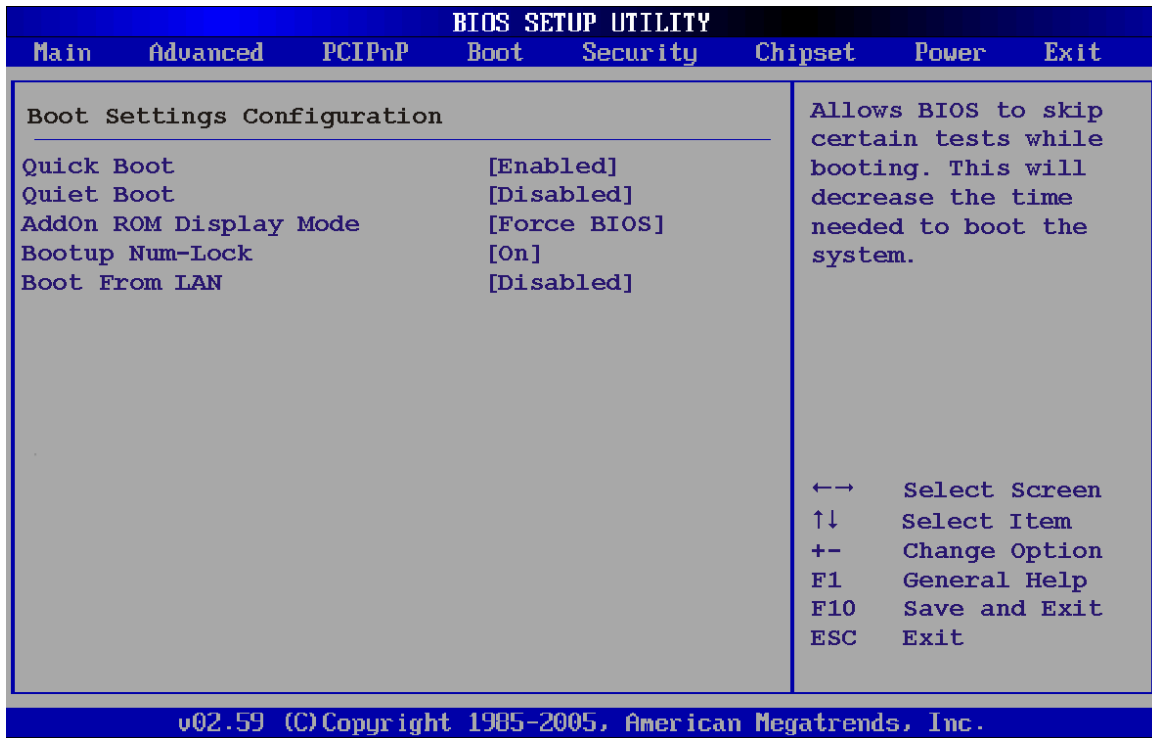 BIOS SETUP UTILITY
Main Advanced PCIPnP Boot Security Chipset Power Exit
Boot Settings Configuration
Quick Boot [Enabled]
Quiet Boot [Disabled]
AddOn ROM Display Mode [Force BIOS]
Bootup Num-Lock [On]
Boot From LAN [Disabled]
Allows BIOS to skip
certain tests while
booting. This will
decrease the time
needed to boot the
system.
←→ Select Screen
↑↓ Select Item
+- Change Option
F1 General Help
F10 Save and Exit
ESC Exit
v02.59 (C)Copyright 1985-2005, American Megatrends, Inc.